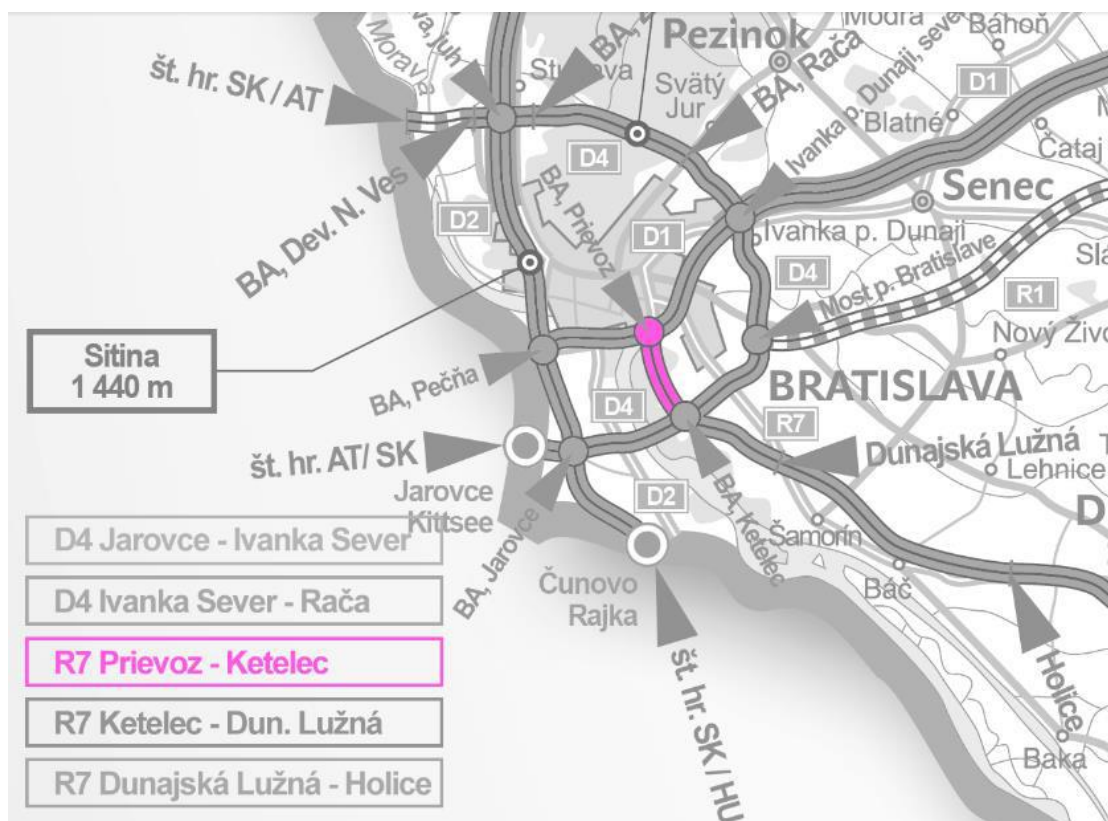 Modra
Báhoň
Pezinok
Morava
št. hr. SK / AT
Svätý
Jur
BA, Rača
Ivanka p. Dunaji, sever
D1
Blatné
Čataj
D4
BA, Dev. N. Ves
BA, Prievoz
Senec
D2
D1
Ivanka p. Dunaji
D4
Most p. Bratislave
R1
Sitina
1 440 m
BA, Pečňa
BRATISLAVA
D4
R7
Dunajská Lužná
št. hr. AT/ SK
Lehnice
Jarovce
Kittsee
D2
BA, Ketelec
Šamorín
BA, Jarovce
Báč
Čunovo
Rajka
št. hr. SK / HU
Holice
Baka
D4 Jarovce - Ivanka Sever
D4 Ivanka Sever - Rača
R7 Prievoz - Ketelec
R7 Ketelec - Dun. Lužná
R7 Dunajská Lužná - Holice